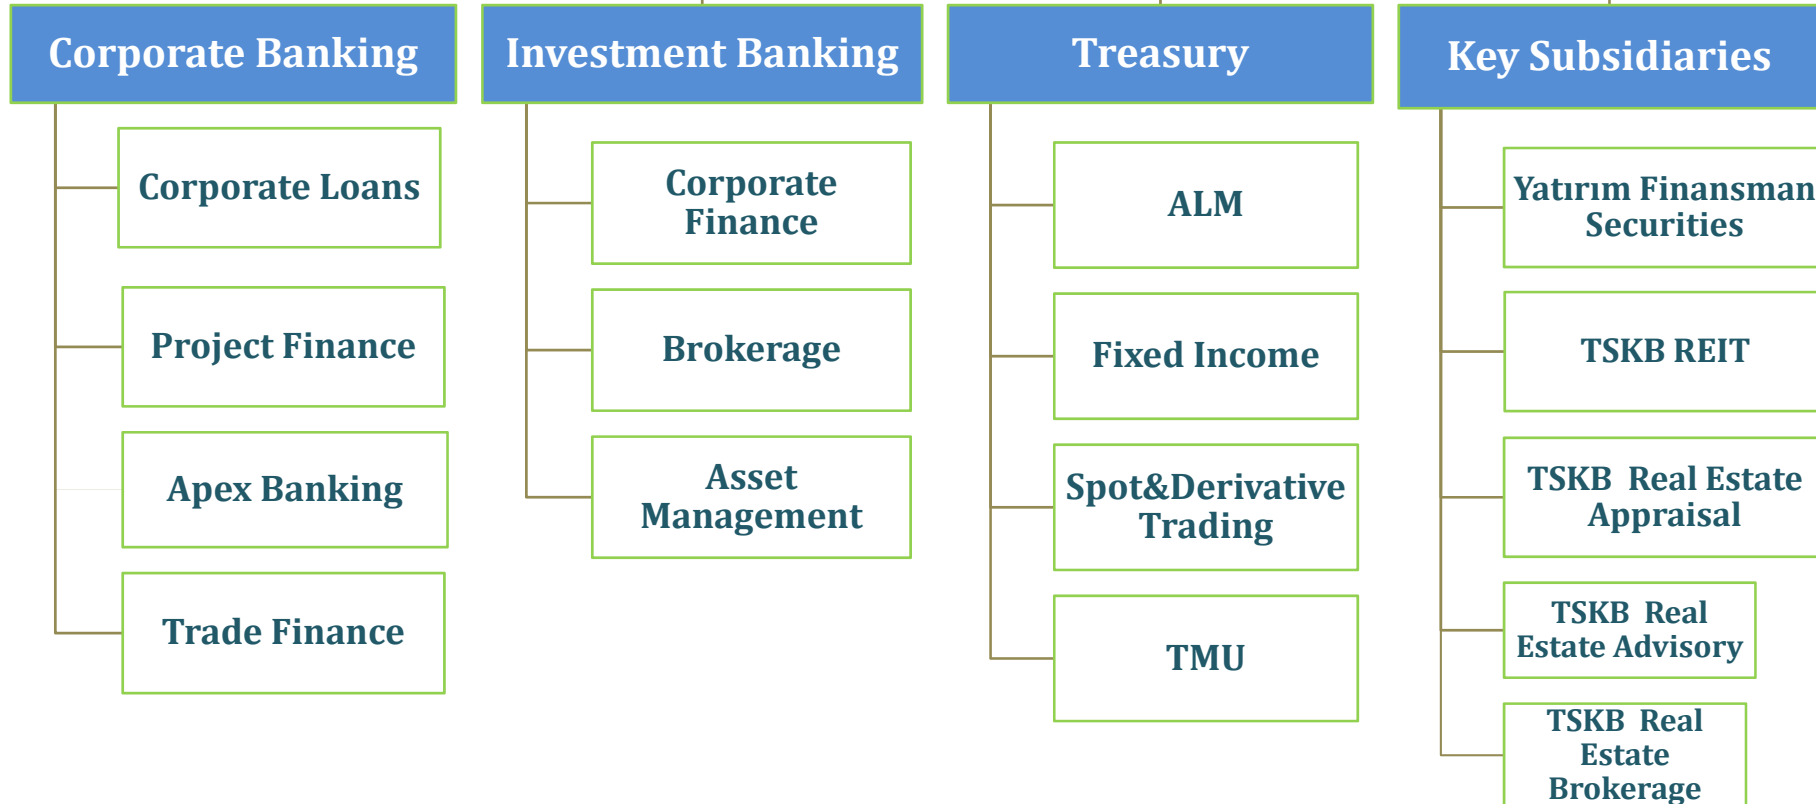 Corporate Banking
Corporate Loans
Project Finance
Apex Banking
Trade Finance
Investment Banking
Corporate
Finance
Brokerage
Asset
Management
Treasury
ALM
Fixed Income
Spot&Derivative
Trading
TMU
Key Subsidiaries
Yatırım Finansman
Securities
TSKB REIT
TSKB Real Estate
Appraisal
TSKB Real
Estate Advisory
TSKB Real
Estate
Brokerage